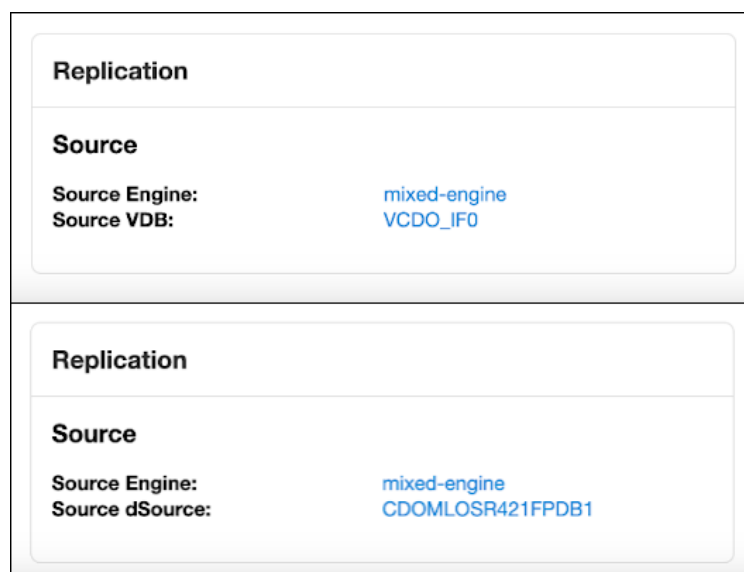 Replication
Source
Source Engine: mixed-engine
Source VDB: VCDO_IF0
Replication
Source
Source Engine: mixed-engine
Source dSource: CDOMLOSR421FPDB1